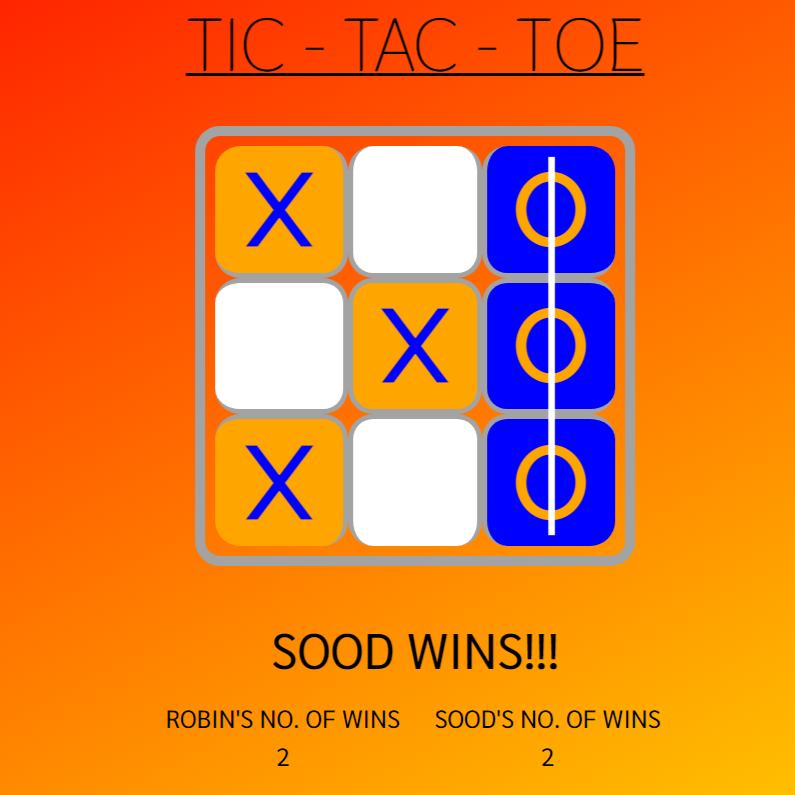 TIC - TAC - TOE
X O
X O
X O
SOOD WINS!!!
ROBIN'S NO. OF WINS SOOD'S NO. OF WINS
2 2